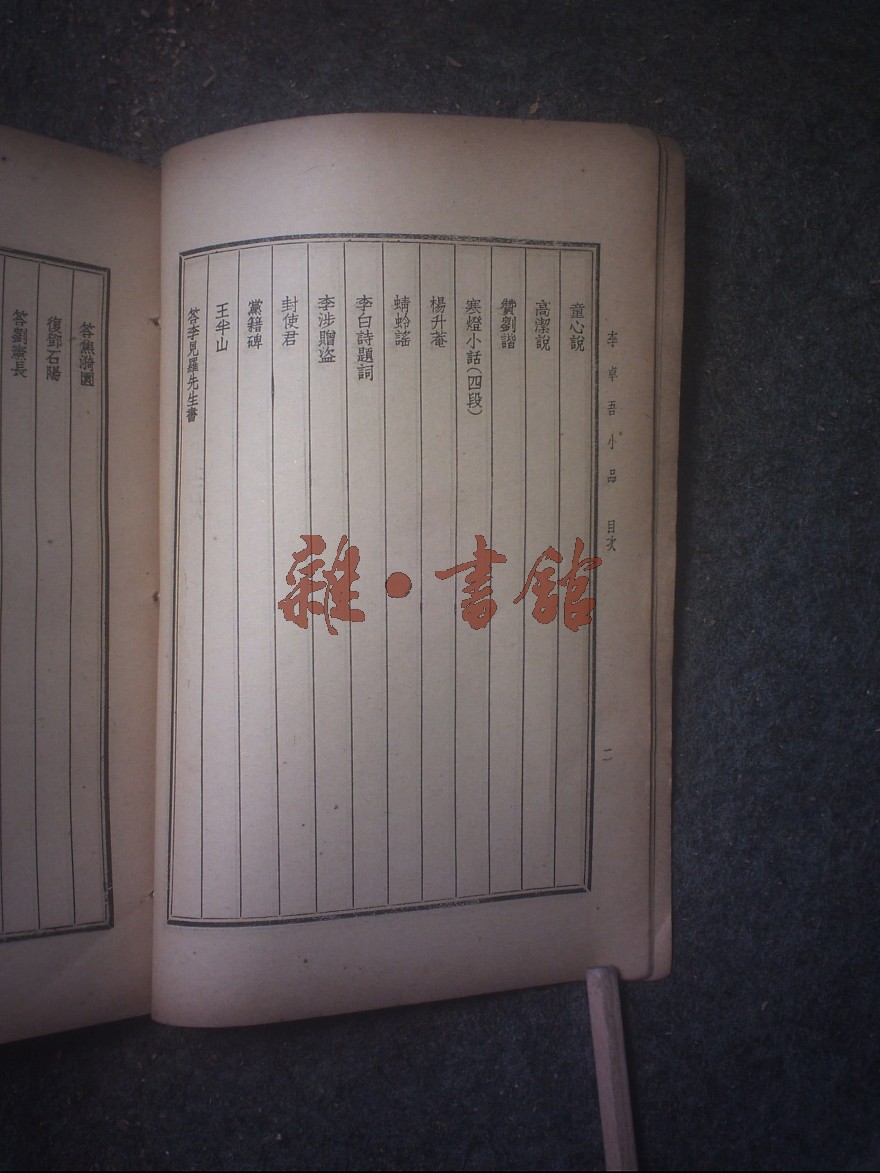 李卓吾小品 目次
二
童心說
高潔說
贊劉諧
寒燈小話(四段)
楊升菴
蜻蛉謠
李白詩題詞
李涉贈盜
封使君
黨籍碑
王半山
答李見羅先生書
答焦漪園
復鄧石陽
答劉憲長
雜·書館